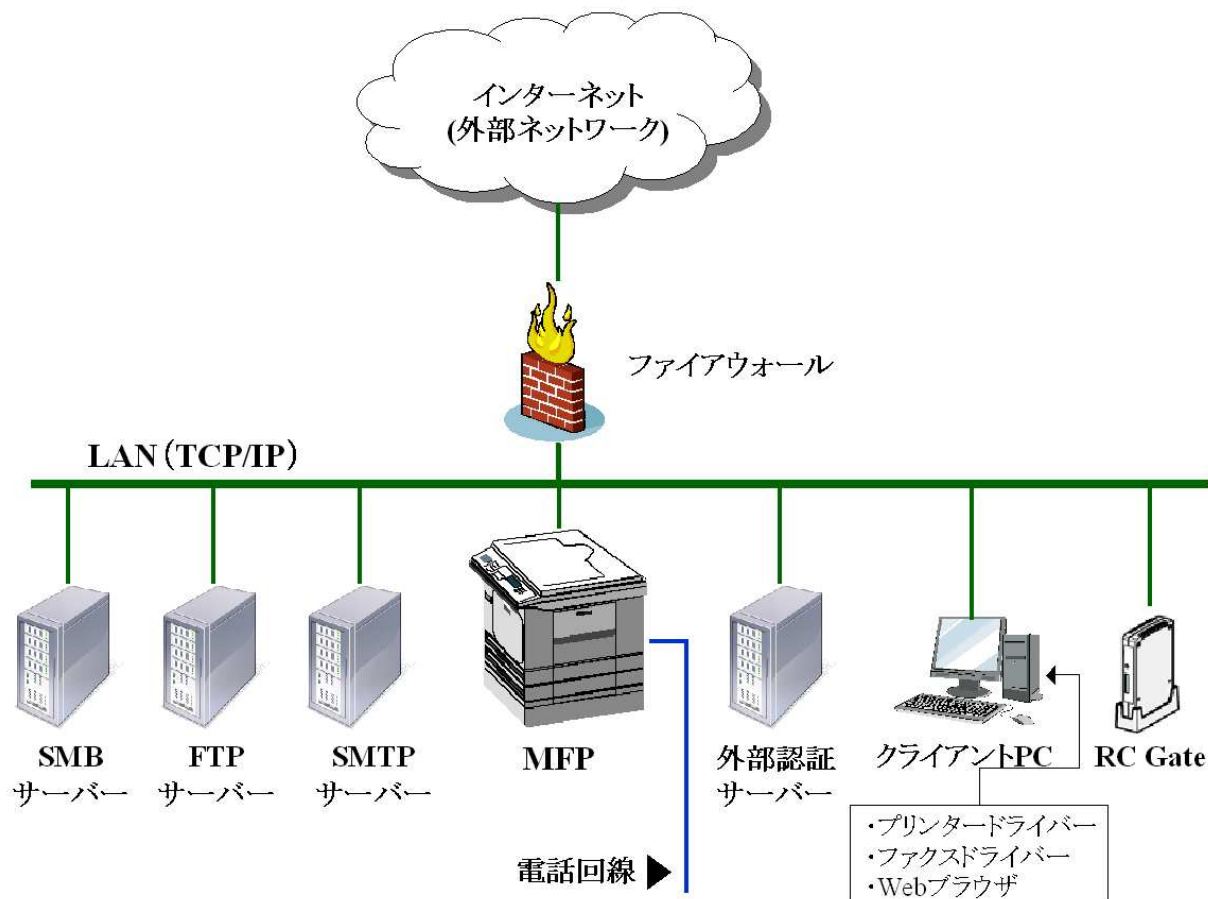 インターネット
(外部ネットワーク)
ファイアウォール
LAN(TCP/IP)
SMB
サーバー
FTP
サーバー
SMTP
サーバー
MFP
外部認証
サーバー
クライアントPC
RC Gate
・プリンタードライバー
・ファクスドライバー
・Webブラウザ
電話回線